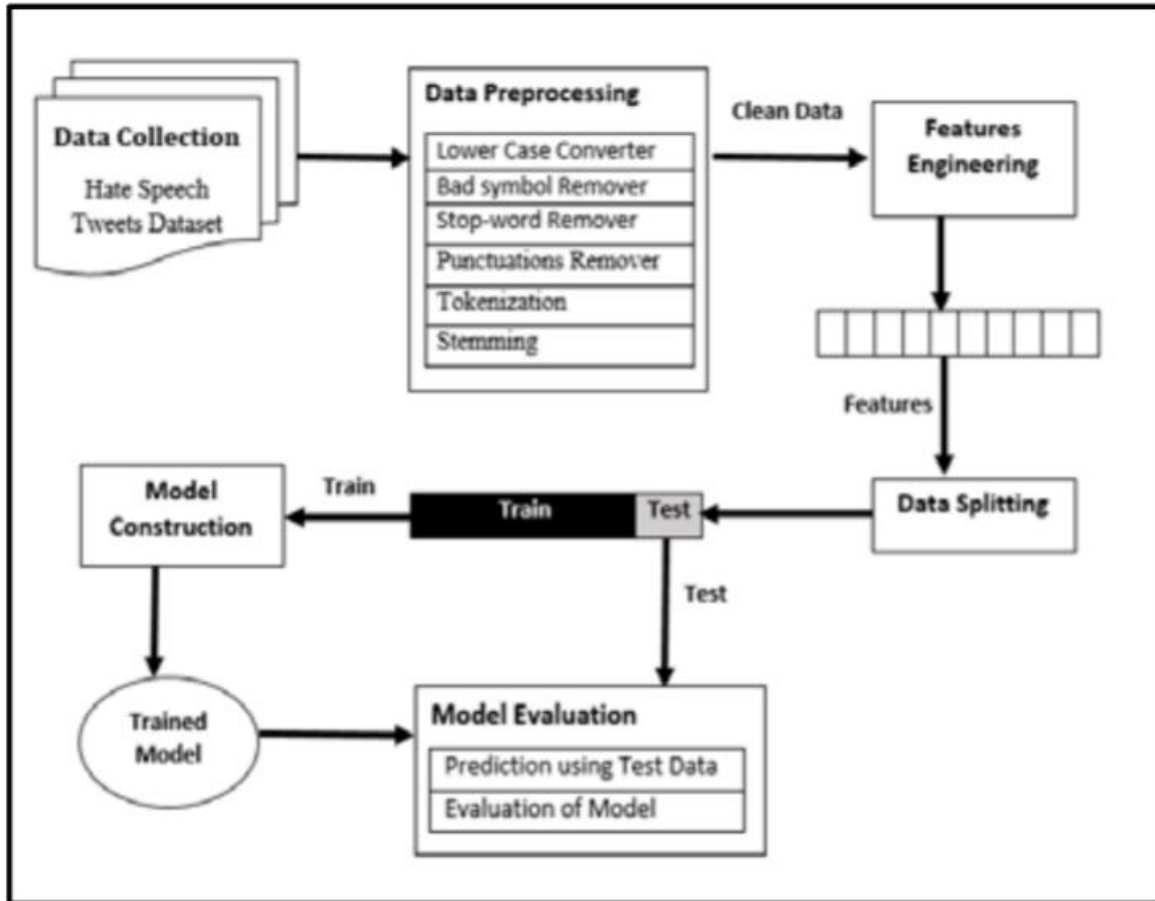 Data Collection
Hate Speech
Tweets Dataset
Data Preprocessing
Lower Case Converter
Bad symbol Remover
Stop-word Remover
Punctuations Remover
Tokenization
Stemming
Clean Data
Features
Engineering
Features
Data Splitting
Train
Test
Train
Test
Model
Construction
Trained
Model
Model Evaluation
Prediction using Test Data
Evaluation of Model